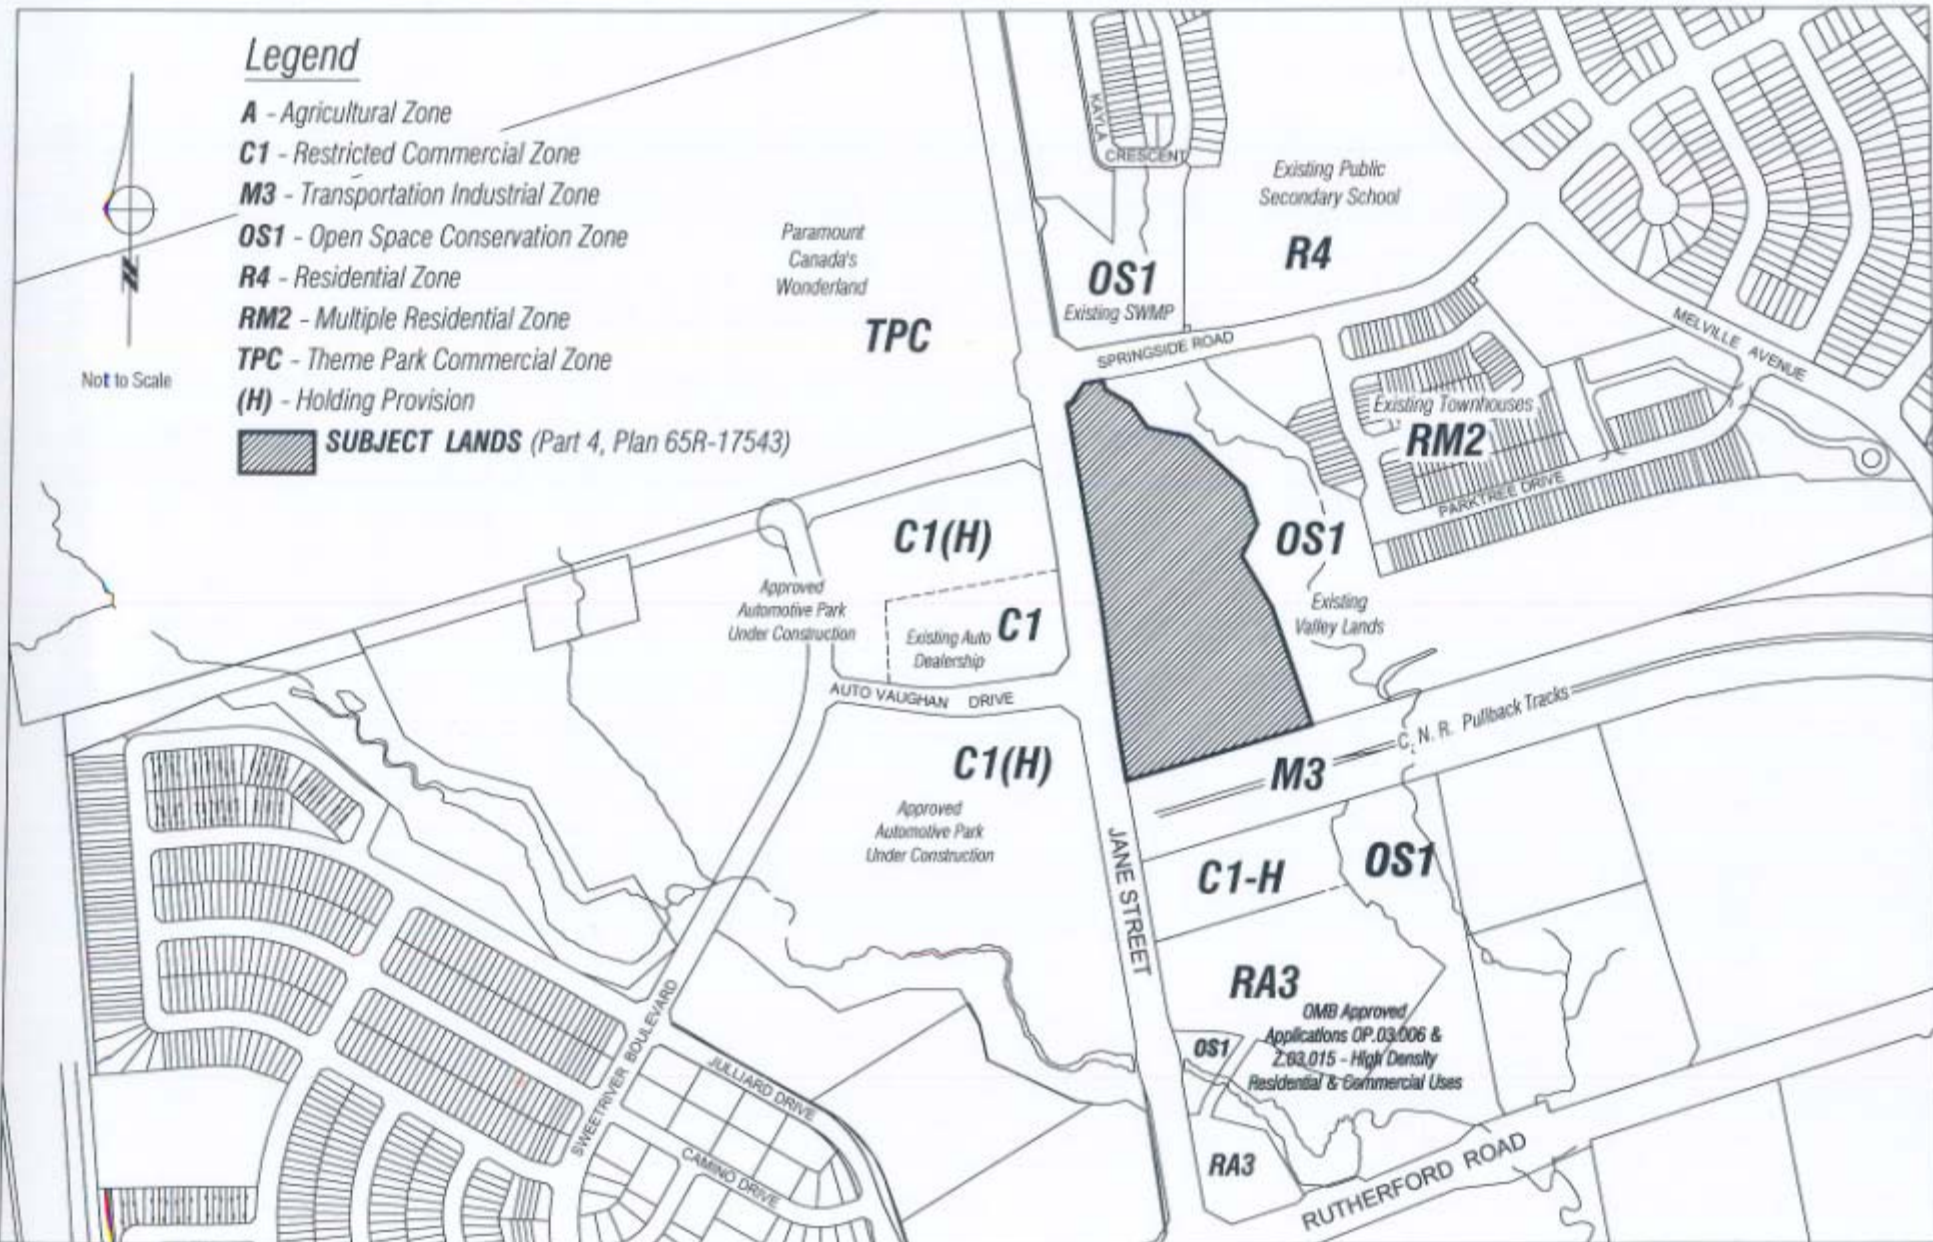 Legend
A - Agricultural Zone
C1 - Restricted Commercial Zone
M3 - Transportation Industrial Zone
OS1 - Open Space Conservation Zone
R4 - Residential Zone
RM2 - Multiple Residential Zone
TPC - Theme Park Commercial Zone
(H) - Holding Provision
SUBJECT LANDS (Part 4, Plan 65R-17543)
N
Not to Scale
Paramount
Canada's
Wonderland
TPC
KAYLA
CRESCENT
Existing Public
Secondary School
R4
OS1
Existing SWMP
SPRINGSIDE ROAD
MELVILLE AVENUE
Existing Townhouses
RM2
PARKTREE DRIVE
C1(H)
OS1
Existing
Valley Lands
Approved
Automotive Park
Under Construction
Existing Auto
Dealership
C1
AUTO VAUGHAN DRIVE
C. N. R. Pullback Tracks
M3
C1(H)
Approved
Automotive Park
Under Construction
JANE STREET
C1-H
OS1
RA3
OMB Approved
Applications OP.03.006 &
Z.03.015 - High Density
Residential & Commercial Uses
OS1
RA3
RUTHERFORD ROAD
SWEETRIVER BOULEVARD
JULLIARD DRIVE
CAMINO DRIVE